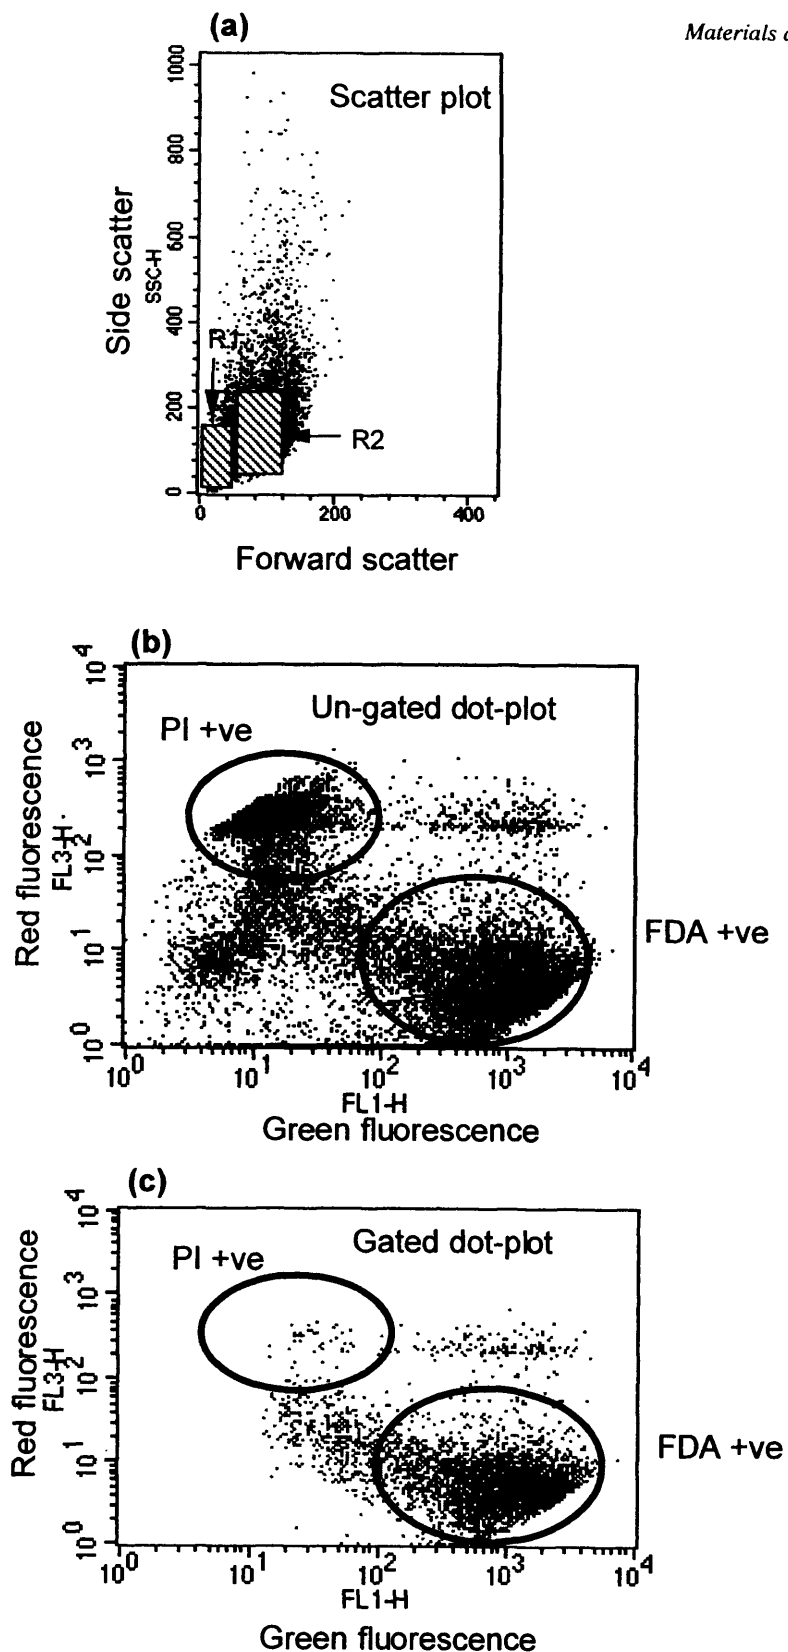 (a)
Materials a
Scatter plot
Side scatter
SSC-H
1000
800
600
400
200
0
R1
R2
0 200 400
Forward scatter
(b)
Un-gated dot-plot
PI +ve
FDA +ve
Red fluorescence
FL3-H
10^4
10^3
10^2
10^1
10^0
10^0 10^1 10^2 10^3 10^4
FL1-H
Green fluorescence
(c)
Gated dot-plot
PI +ve
FDA +ve
Red fluorescence
FL3-H
10^4
10^3
10^2
10^1
10^0
10^0 10^1 10^2 10^3 10^4
FL1-H
Green fluorescence